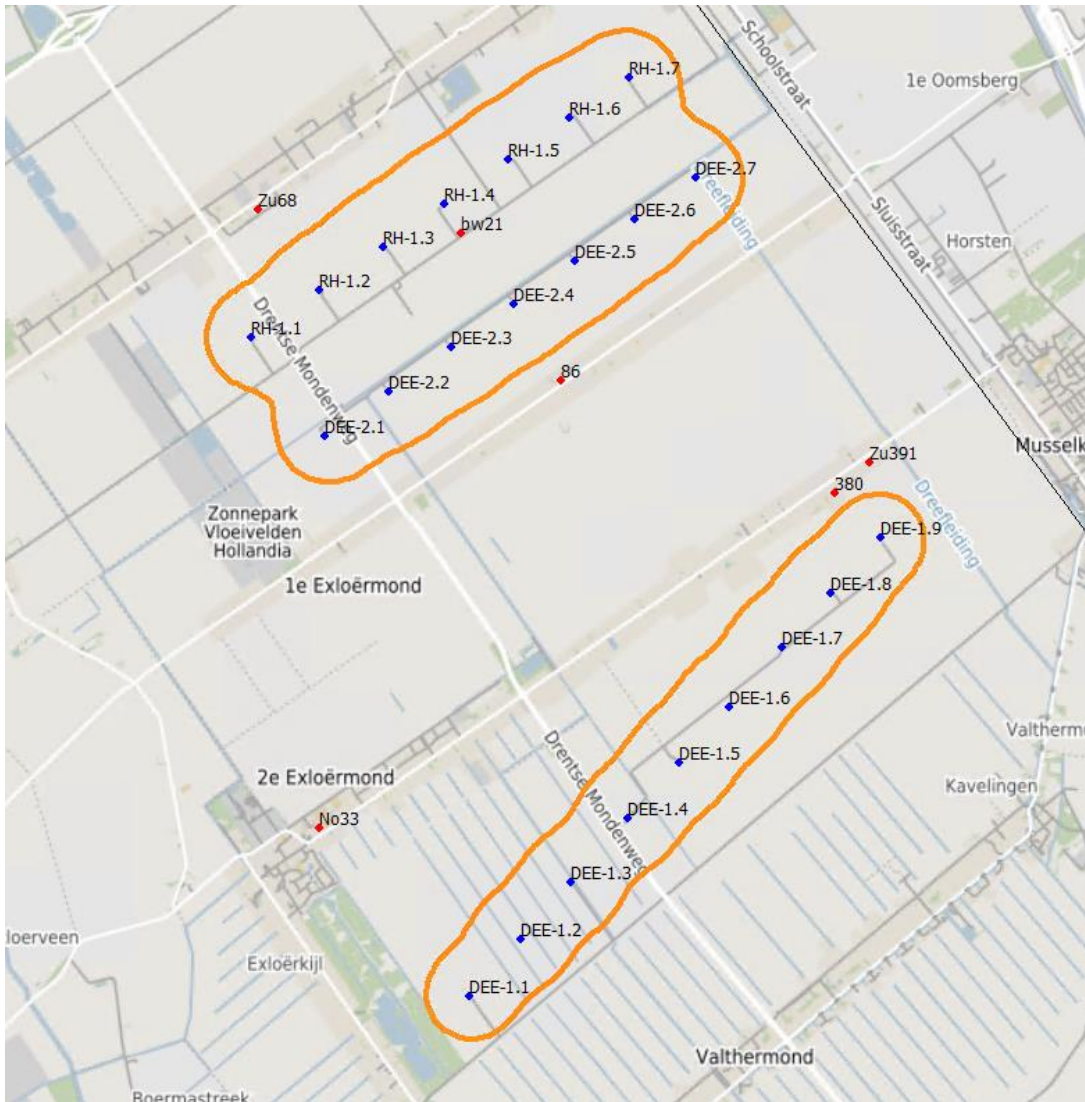 Schoolstraat
1e Oomsberg
RH-1.7
RH-1.6
RH-1.5
DEE-2.7
Dreefleiding
RH-1.4
Zu68
DEE-2.6
Sluisstraat
bw21
Horsten
RH-1.3
DEE-2.5
RH-1.2
DEE-2.4
Drentse Mondenweg
RH-1.1
DEE-2.3
86
DEE-2.2
DEE-2.1
Musselk
Zu391
380
Dreefleiding
Zonnepark
Vloeivelden
Hollandia
DEE-1.9
1e Exloërmond
DEE-1.8
DEE-1.7
DEE-1.6
Valthermo
Drentse Mondenweg
DEE-1.5
2e Exloërmond
Kavelingen
No33
DEE-1.4
DEE-1.3
loerveen
DEE-1.2
Exloërkijl
DEE-1.1
Valthermond
Boermastreek